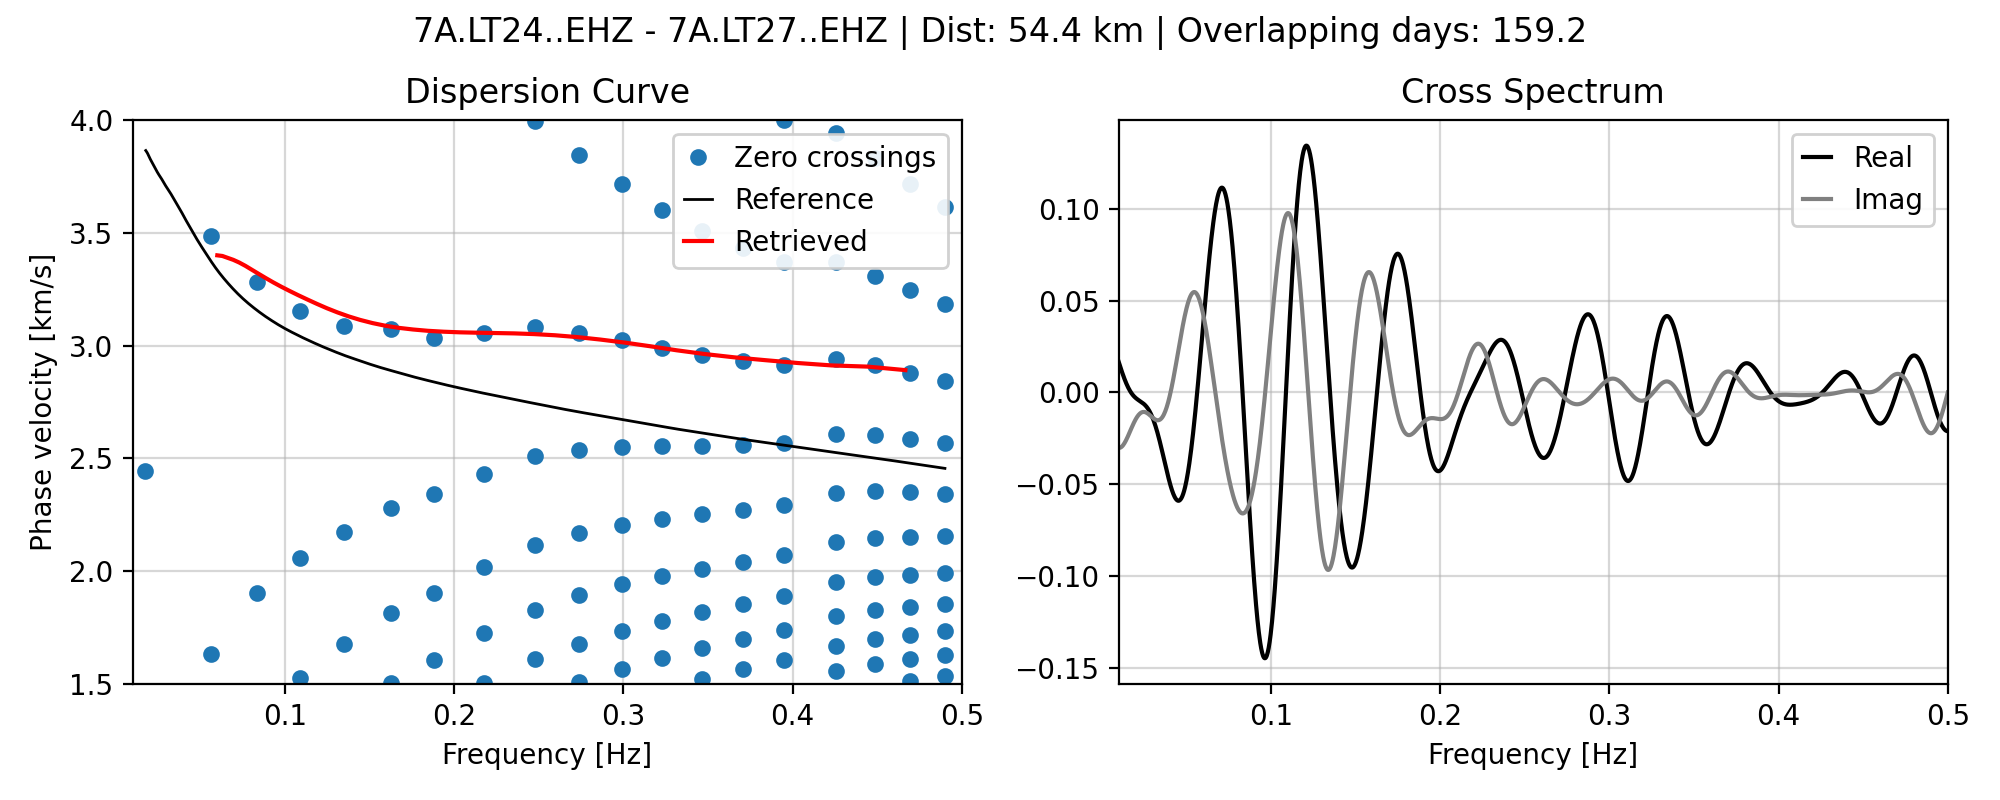 7A.LT24..EHZ - 7A.LT27..EHZ | Dist: 54.4 km | Overlapping days: 159.2
Dispersion Curve
4.0
3.5
3.0
2.5
2.0
1.5
Phase velocity [km/s]
0.1
0.2
0.3
0.4
0.5
Frequency [Hz]
Zero crossings
Reference
Retrieved
Cross Spectrum
0.10
0.05
0.00
−0.05
−0.10
−0.15
0.1
0.2
0.3
0.4
0.5
Frequency [Hz]
Real
Imag